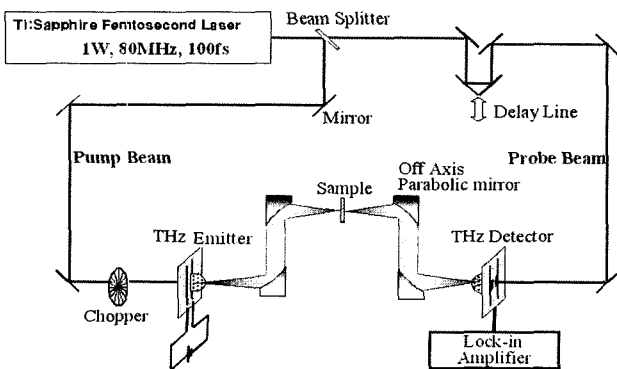 Ti:Sapphire Femtosecond Laser
1W, 80MHz, 100fs
Beam Splitter
Mirror
Delay Line
Pump Beam
Probe Beam
Off Axis
Parabolic mirror
Sample
THz Emitter
THz Detector
Chopper
Lock-in
Amplifier